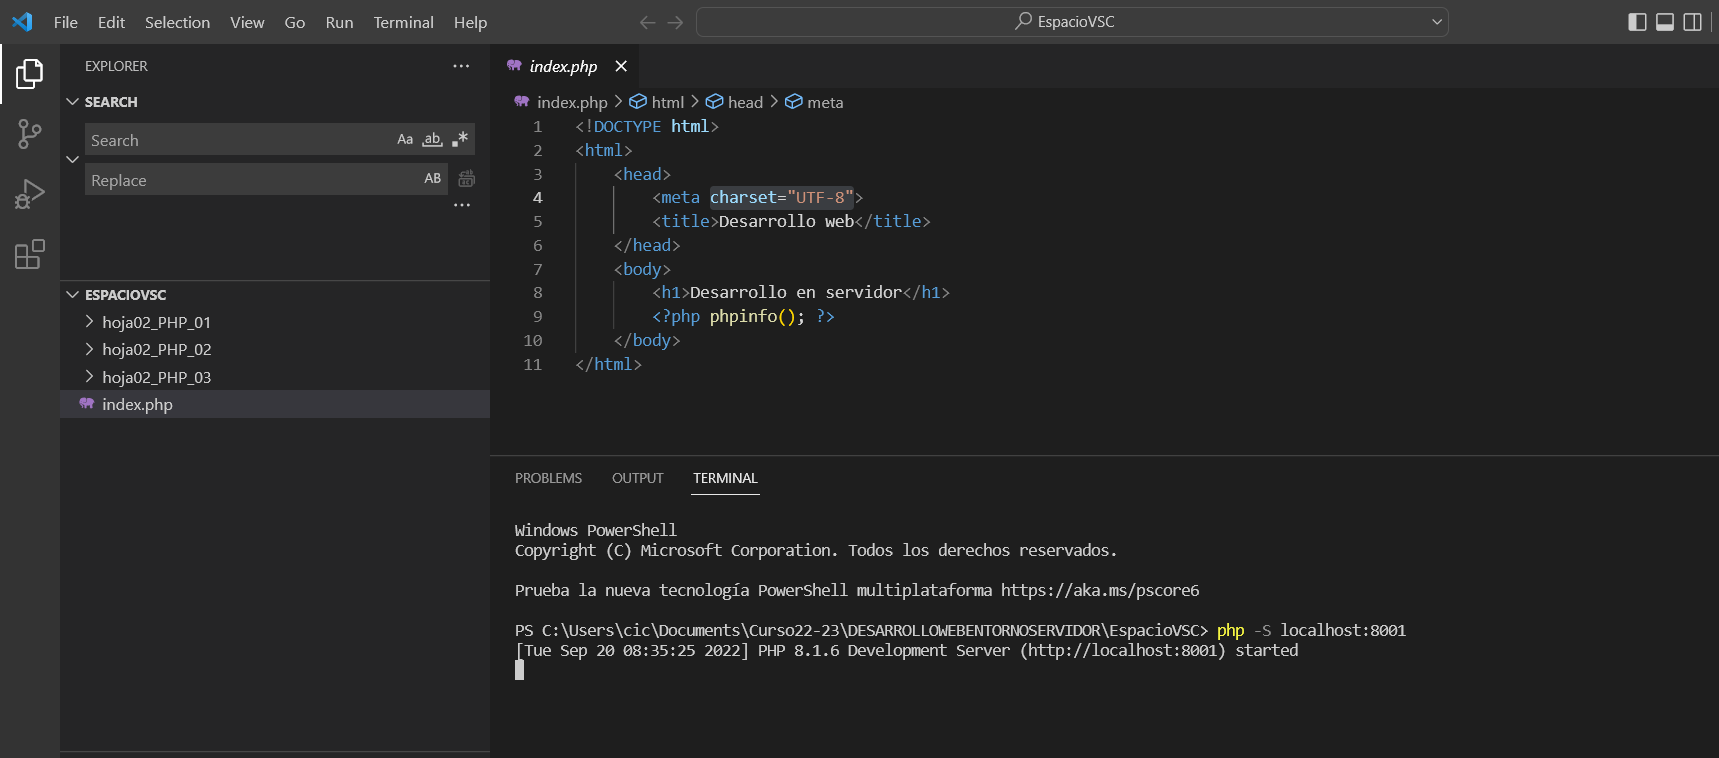 File Edit Selection View Go Run Terminal Help
EspacioVSC
EXPLORER
SEARCH
Search
Aa ab
Replace
AB
ESPACIOVSC
hoja02_PHP_01
hoja02_PHP_02
hoja02_PHP_03
index.php
index.php
index.php > html > head > meta
1 <!DOCTYPE html>
2 <html>
3 <head>
4 <meta charset="UTF-8">
5 <title>Desarrollo web</title>
6 </head>
7 <body>
8 <h1>Desarrollo en servidor</h1>
9 <?php phpinfo(); ?>
10 </body>
11 </html>
PROBLEMS OUTPUT TERMINAL
Windows PowerShell
Copyright (C) Microsoft Corporation. Todos los derechos reservados.
Prueba la nueva tecnología PowerShell multiplataforma https://aka.ms/pscore6
PS C:\Users\cic\Documents\Curso22-23\DESARROLLOWEBENTORNOSERVIDOR\EspacioVSC> php -S localhost:8001
[Tue Sep 20 08:35:25 2022] PHP 8.1.6 Development Server (http://localhost:8001) started